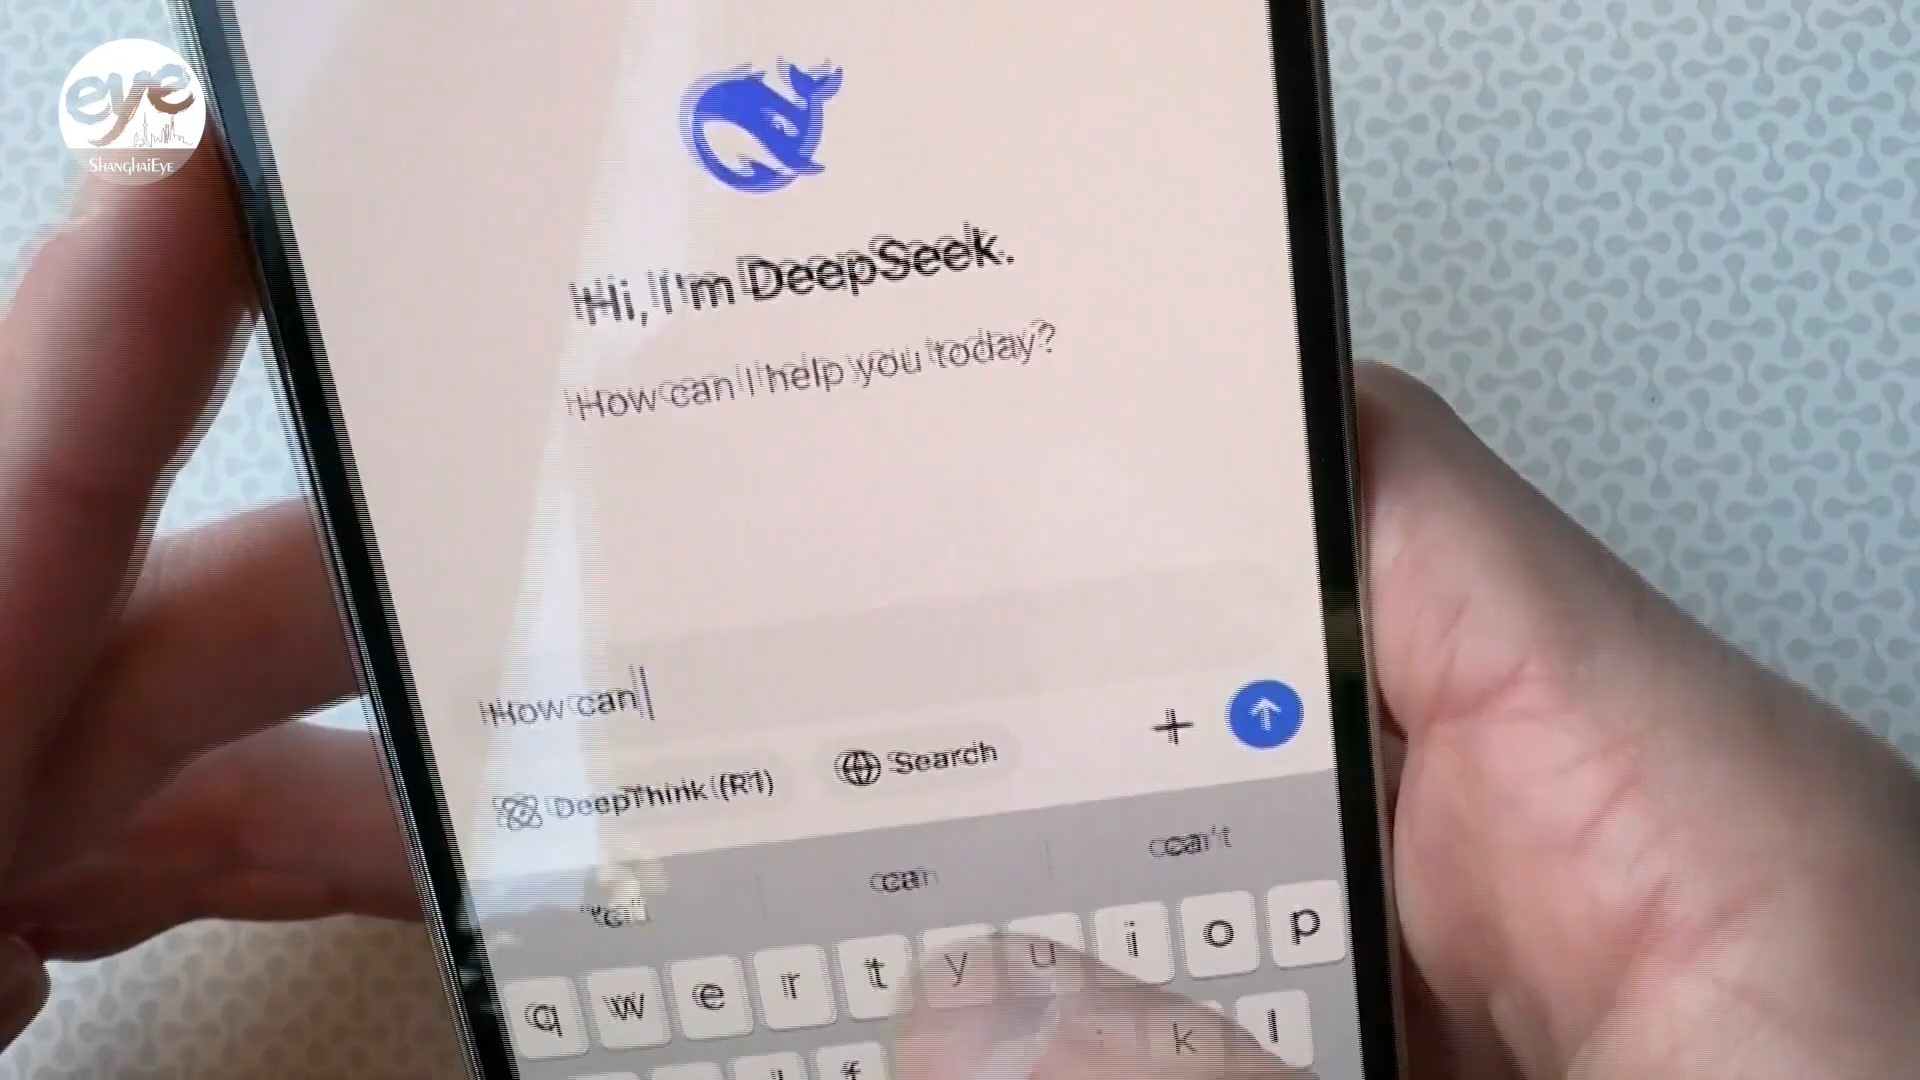 eye
SHANGHAIEYE
Hi, I'm DeepSeek.
How can I help you today?
How can
DeepThink (R1)
Search
can
can't
q w e r t y u i o p
f k l